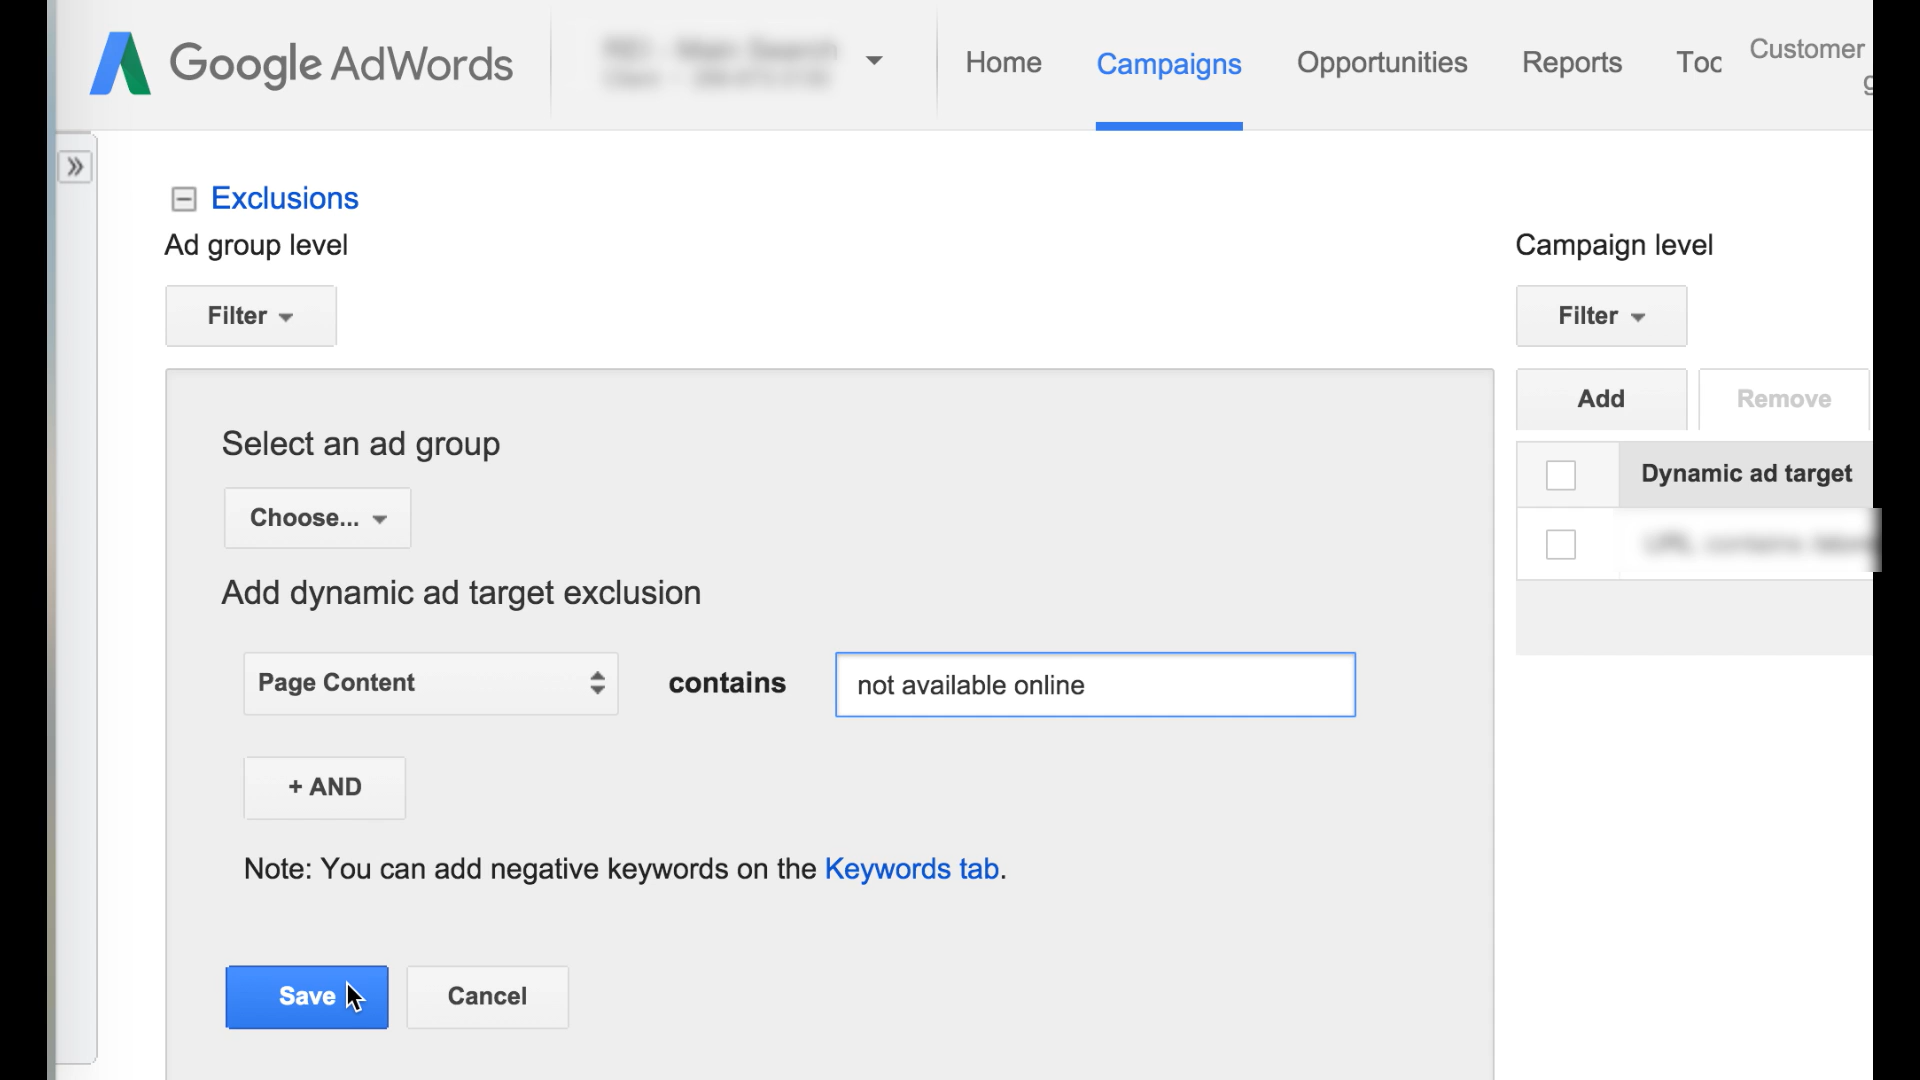 Google AdWords
Home
Campaigns
Opportunities
Reports
Customer
Exclusions
Ad group level
Campaign level
Filter
Filter
Add
Remove
Select an ad group
Dynamic ad target
Choose...
Add dynamic ad target exclusion
Page Content
contains
not available online
+ AND
Note: You can add negative keywords on the Keywords tab.
Save
Cancel